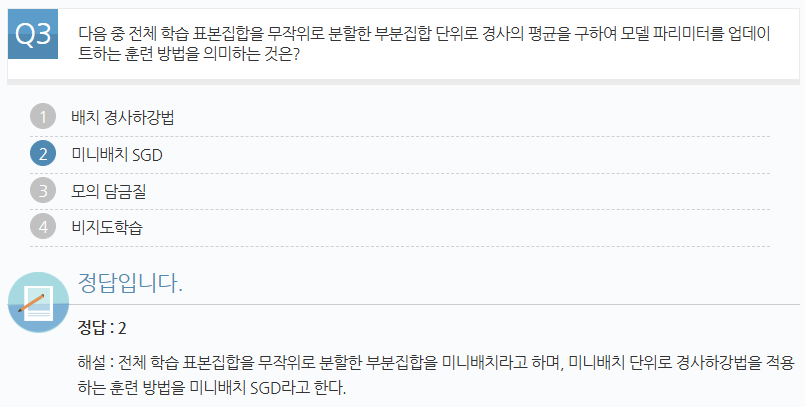 Q3
다음 중 전체 학습 표본집합을 무작위로 분할한 부분집합 단위로 경사의 평균을 구하여 모델 파리미터를 업데이
트하는 훈련 방법을 의미하는 것은?
1 배치 경사하강법
2 미니배치 SGD
3 모의 담금질
4 비지도학습
정답입니다.
정답 : 2
해설 : 전체 학습 표본집합을 무작위로 분할한 부분집합을 미니배치라고 하며, 미니배치 단위로 경사하강법을 적용
하는 훈련 방법을 미니배치 SGD라고 한다.